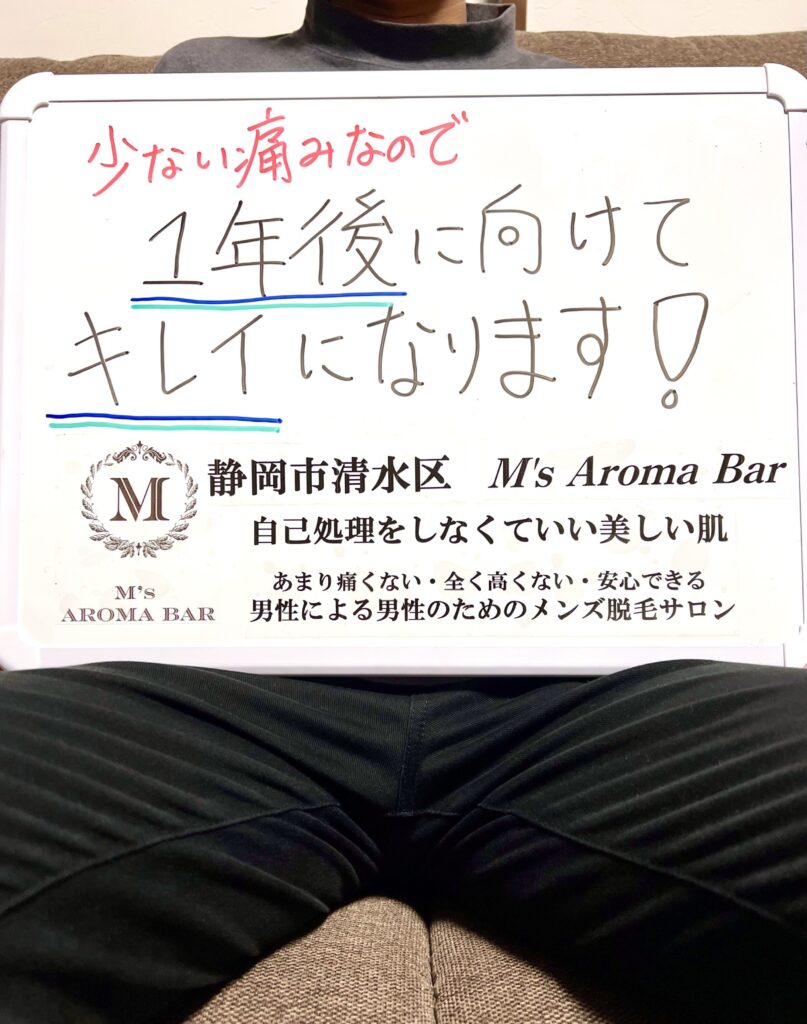 少ない痛みなので
1年後に向けて
キレイになります!
静岡市清水区 M's Aroma Bar
自己処理をしなくていい美しい肌
あまり痛くない・全く高くない・安心できる
男性による男性のためのメンズ脱毛サロン
M
M's
AROMA BAR